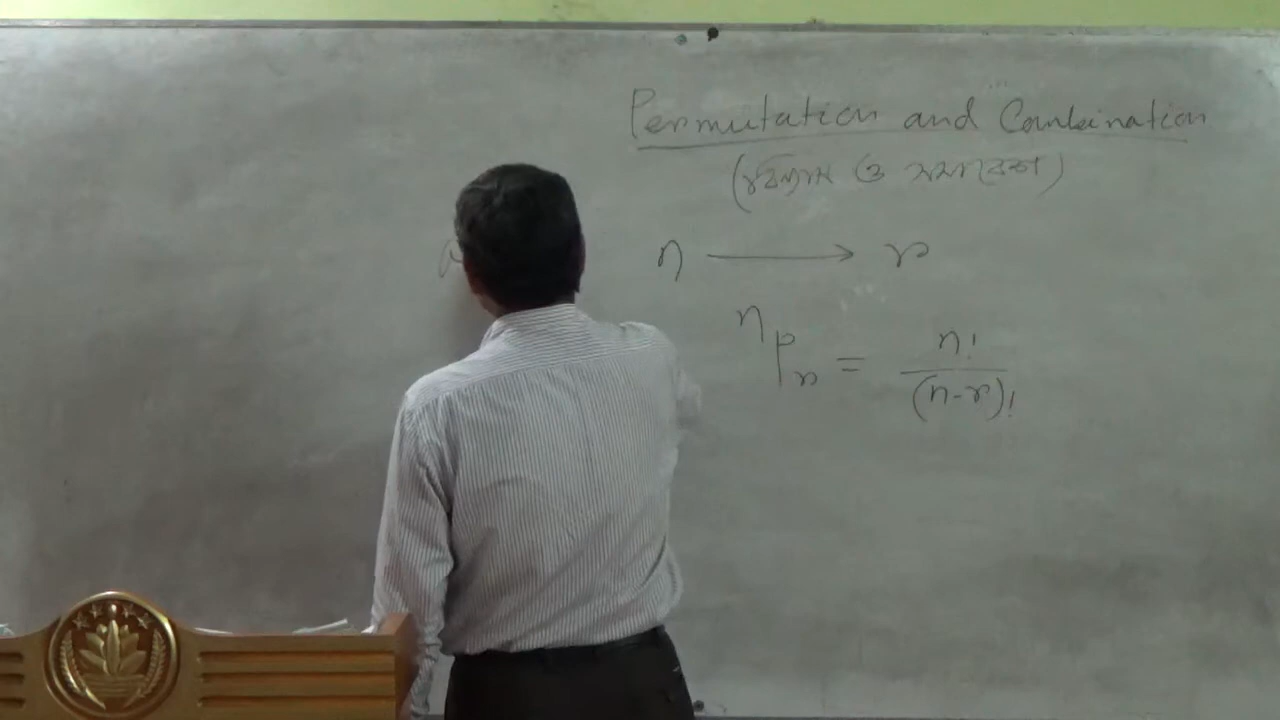 Permutation and Combination
(বিন্যাস ও সমাবেশ)
a
n → r
ⁿPᵣ = n! / (n-r)!